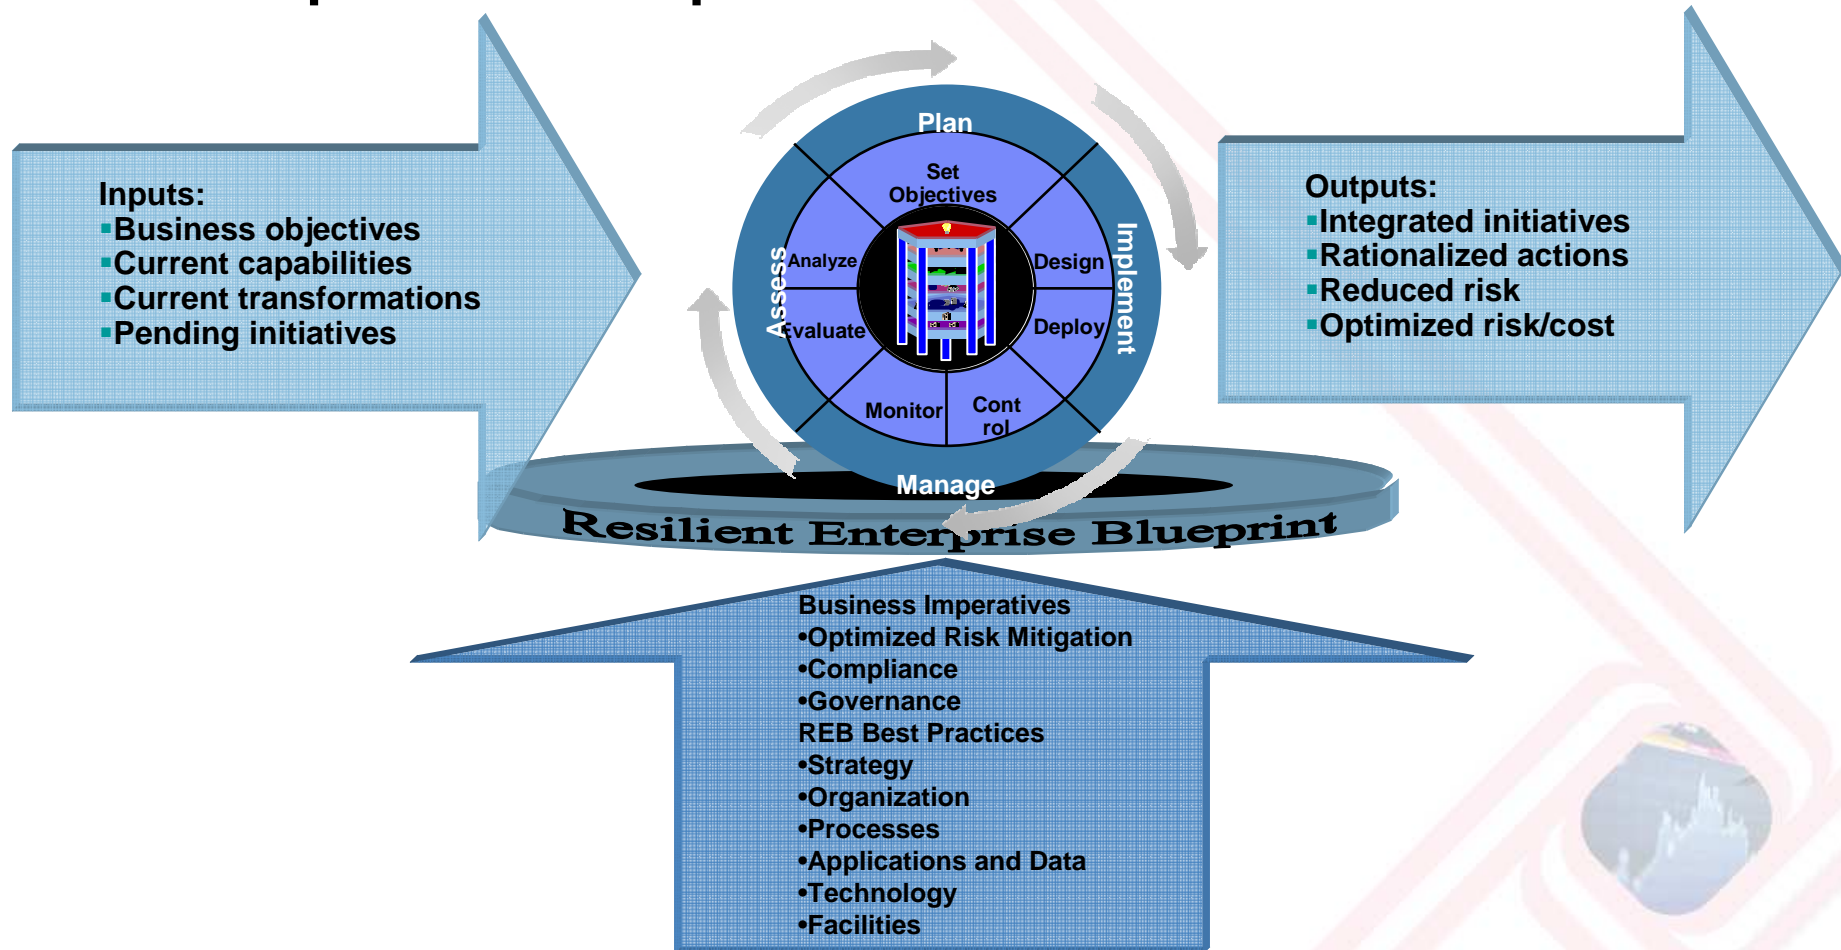 Inputs:
▪Business objectives
▪Current capabilities
▪Current transformations
▪Pending initiatives
Plan
Set
Objectives
Assess
Analyze
Evaluate
Implement
Design
Deploy
Monitor
Cont
rol
Manage
Resilient Enterprise Blueprint
Outputs:
▪Integrated initiatives
▪Rationalized actions
▪Reduced risk
▪Optimized risk/cost
Business Imperatives
•Optimized Risk Mitigation
•Compliance
•Governance
REB Best Practices
•Strategy
•Organization
•Processes
•Applications and Data
•Technology
•Facilities